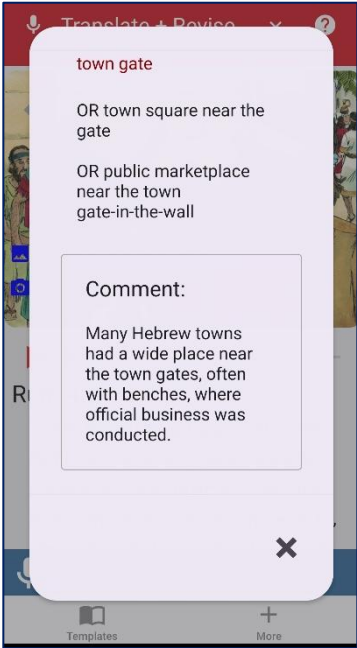 Translate + Revise
town gate
OR town square near the
gate
OR public marketplace
near the town
gate-in-the-wall
Comment:
Many Hebrew towns
had a wide place near
the town gates, often
with benches, where
official business was
conducted.
Templates
More